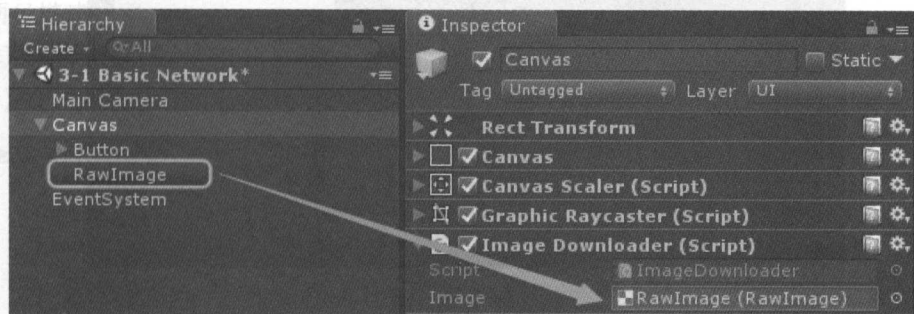 Hierarchy
Create
All
3-1 Basic Network*
Main Camera
Canvas
Button
RawImage
EventSystem
Inspector
Canvas
Static
Tag Untagged Layer UI
Rect Transform
Canvas
Canvas Scaler (Script)
Graphic Raycaster (Script)
Image Downloader (Script)
Script ImageDownloader
Image RawImage (RawImage)